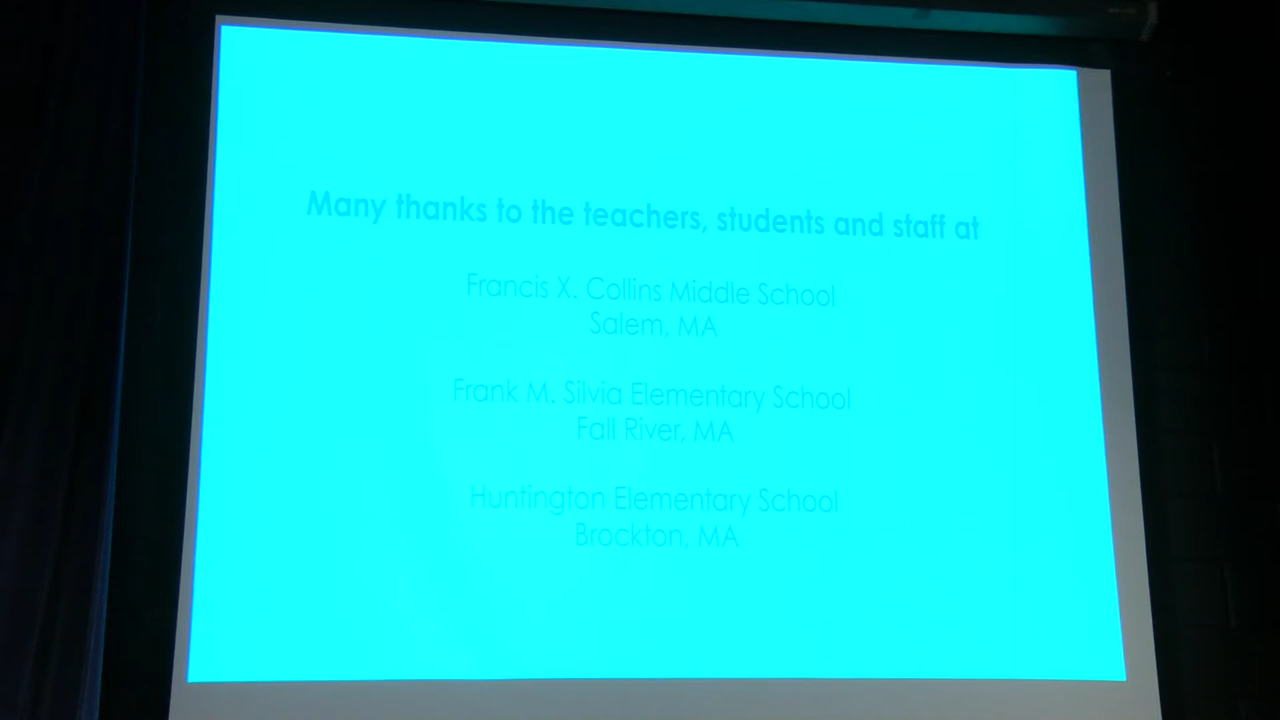 Many thanks to the teachers, students and staff at
Francis X. Collins Middle School
Salem, MA
Frank M. Silvia Elementary School
Fall River, MA
Huntington Elementary School
Brockton, MA